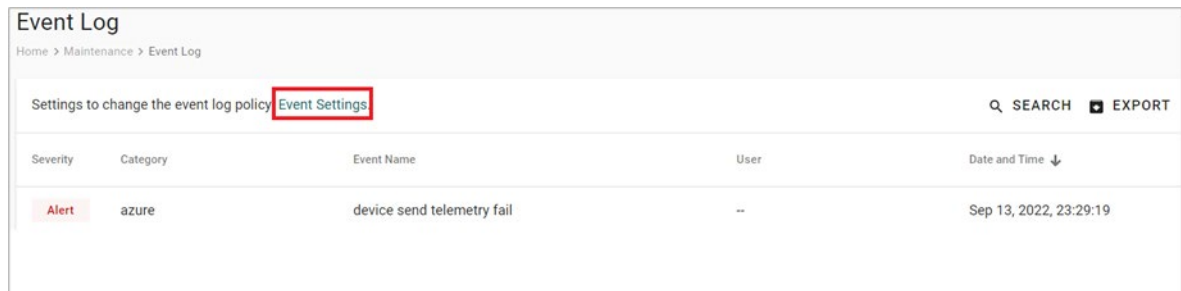 Event Log
Home > Maintenance > Event Log
Settings to change the event log policy Event Settings.
SEARCH EXPORT
Severity Category Event Name User Date and Time
Alert azure device send telemetry fail -- Sep 13, 2022, 23:29:19